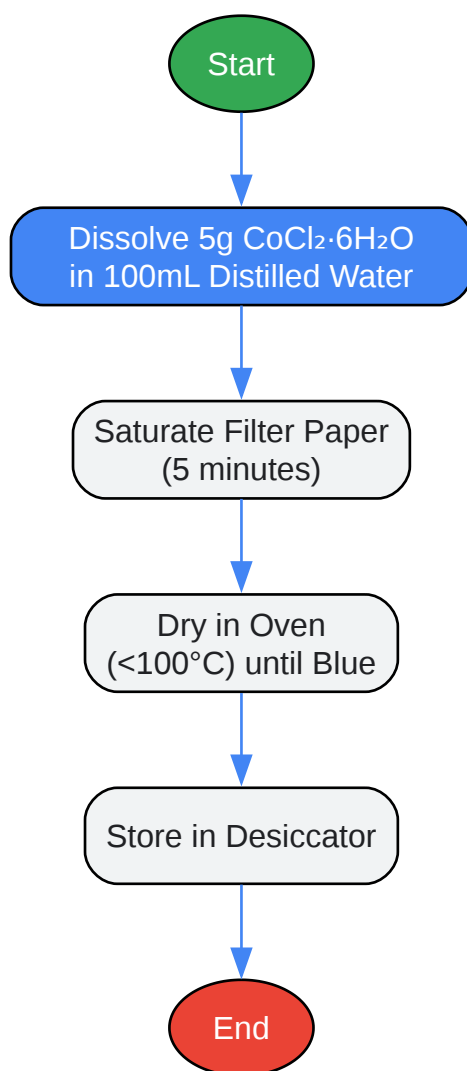 Start
Dissolve 5g CoCl₂·6H₂O
in 100mL Distilled Water
Saturate Filter Paper
(5 minutes)
Dry in Oven
(<100°C) until Blue
Store in Desiccator
End